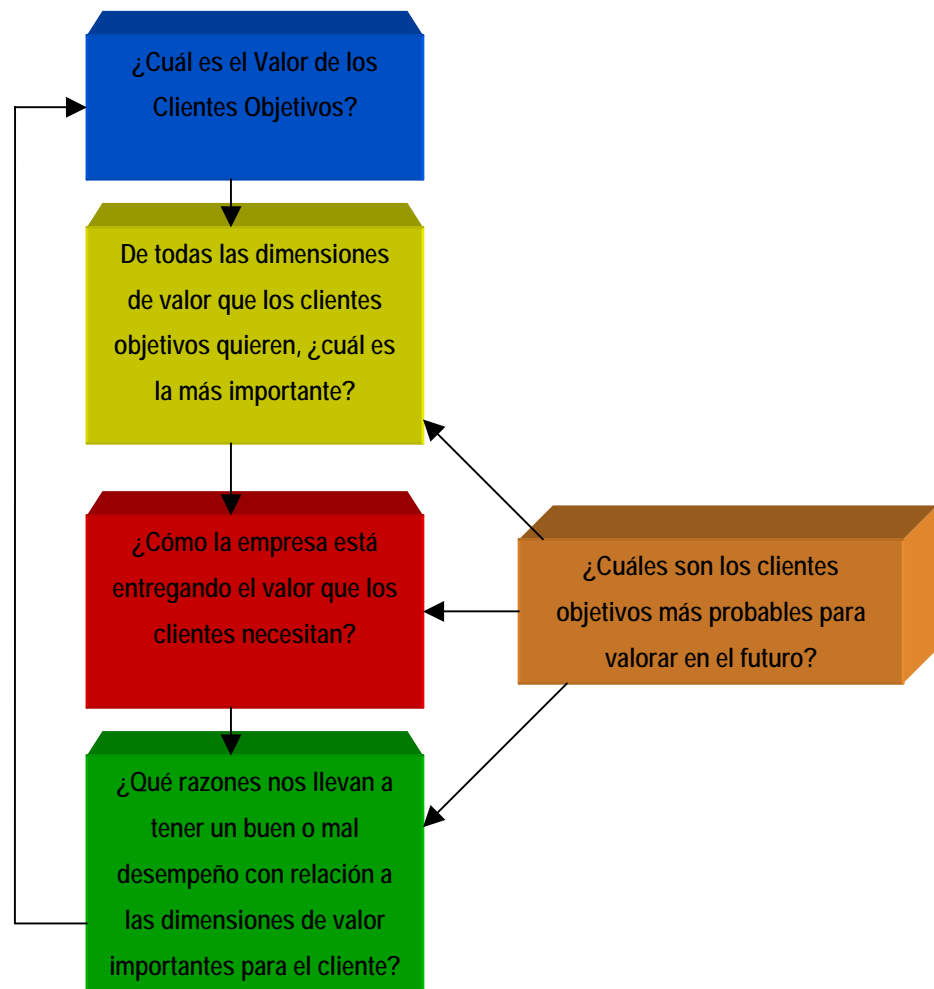 ¿Cuál es el Valor de los
Clientes Objetivos?
De todas las dimensiones
de valor que los clientes
objetivos quieren, ¿cuál es
la más importante?
¿Cómo la empresa está
entregando el valor que los
clientes necesitan?
¿Cuáles son los clientes
objetivos más probables para
valorar en el futuro?
¿Qué razones nos llevan a
tener un buen o mal
desempeño con relación a
las dimensiones de valor
importantes para el cliente?